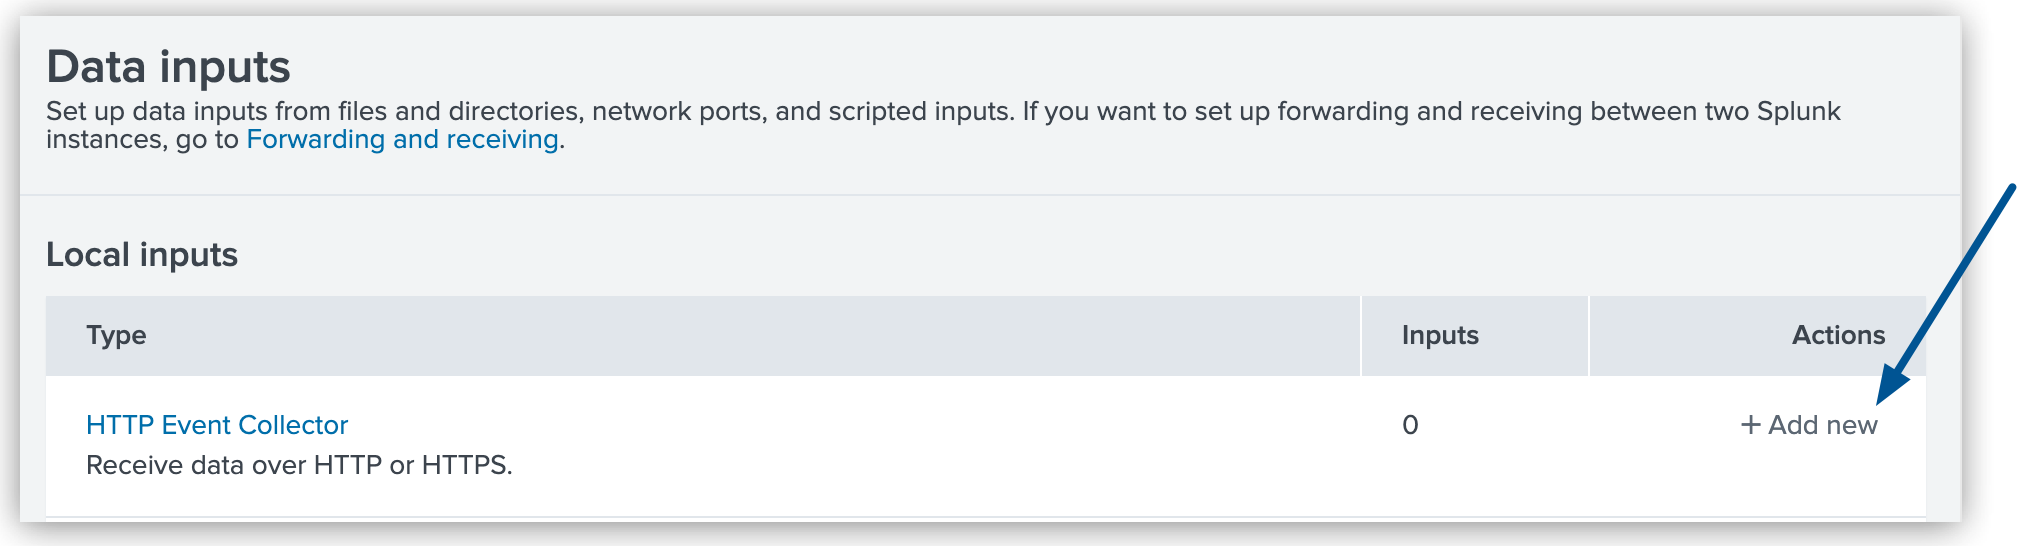 Data inputs
Set up data inputs from files and directories, network ports, and scripted inputs. If you want to set up forwarding and receiving between two Splunk
instances, go to Forwarding and receiving.
Local inputs
Type Inputs Actions
HTTP Event Collector 0 + Add new
Receive data over HTTP or HTTPS.